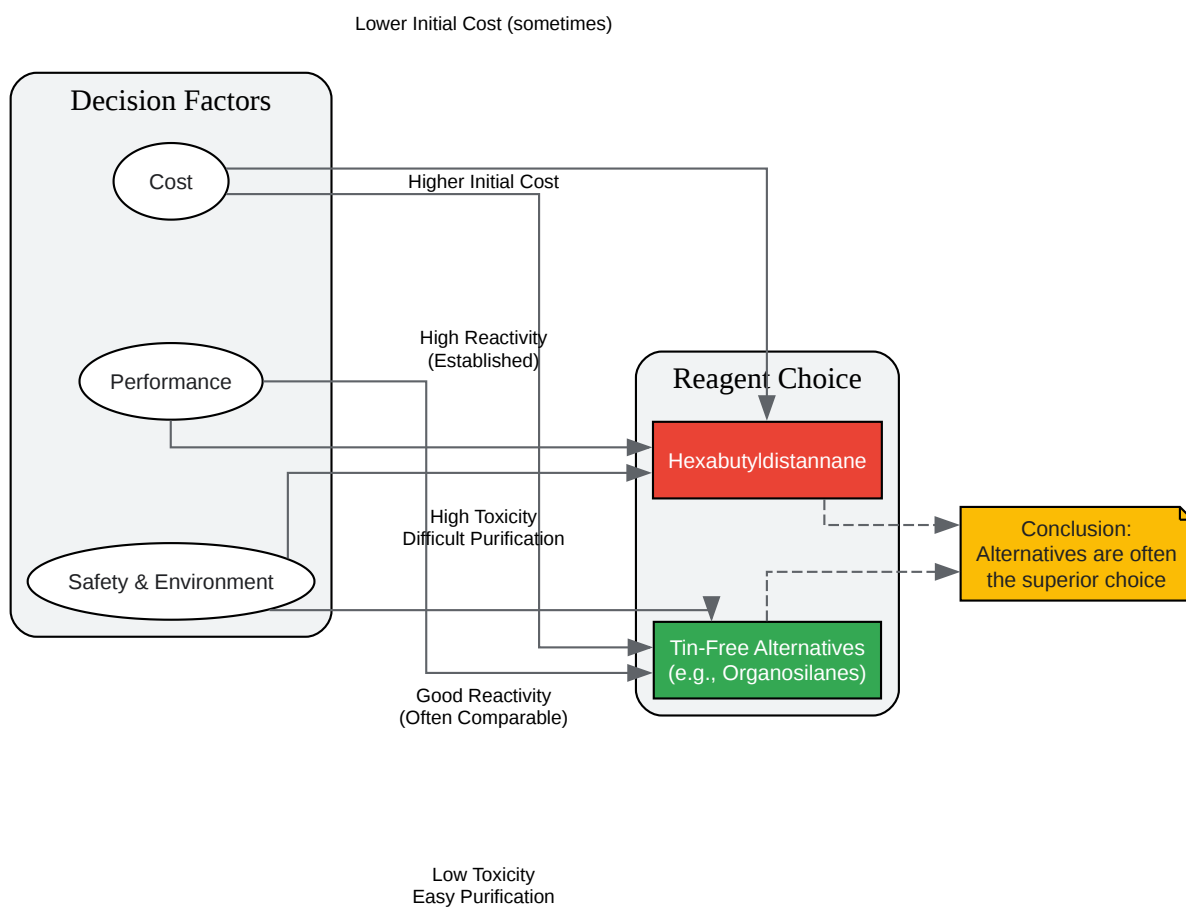 Lower Initial Cost (sometimes)
Decision Factors
Cost
Higher Initial Cost
High Reactivity
(Established)
Performance
Reagent Choice
Hexabutyldistannane
High Toxicity
Difficult Purification
Conclusion:
Alternatives are often
the superior choice
Safety & Environment
Tin-Free Alternatives
(e.g., Organosilanes)
Good Reactivity
(Often Comparable)
Low Toxicity
Easy Purification